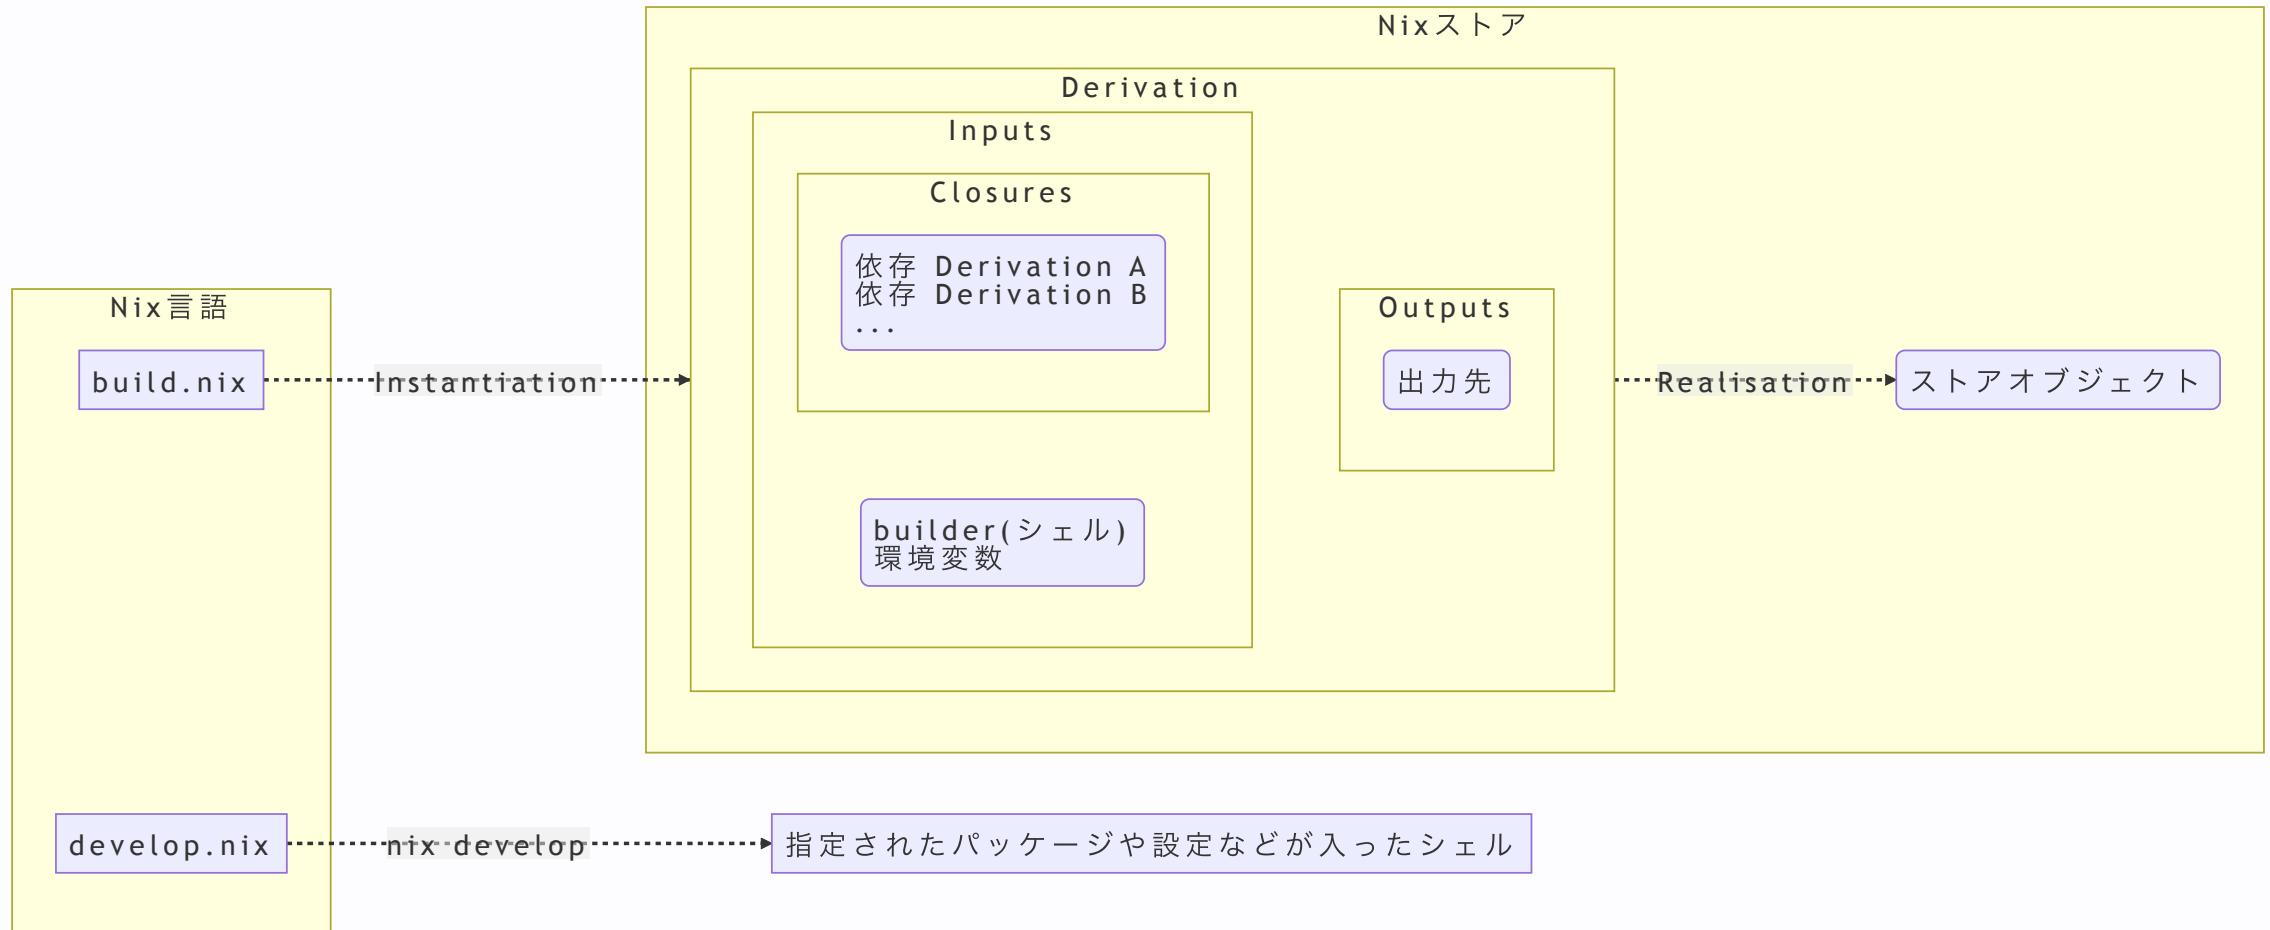 Nixストア
Derivation
Inputs
Closures
依存 Derivation A
依存 Derivation B
...
builder(シェル)
環境変数
Outputs
出力先
Nix言語
build.nix
Instantiation
Realisation
ストアオブジェクト
develop.nix
nix develop
指定されたパッケージや設定などが入ったシェル